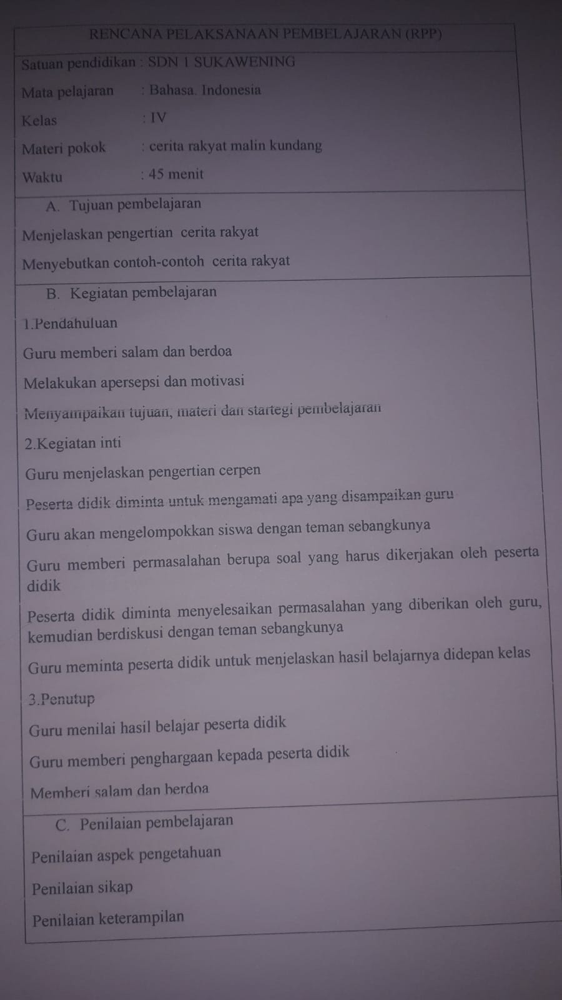 RENCANA PELAKSANAAN PEMBELAJARAN (RPP)
Satuan pendidikan : SDN 1 SUKAWENING
Mata pelajaran : Bahasa. Indonesia
Kelas : IV
Materi pokok : cerita rakyat malin kundang
Waktu : 45 menit
A. Tujuan pembelajaran
Menjelaskan pengertian cerita rakyat
Menyebutkan contoh-contoh cerita rakyat
B. Kegiatan pembelajaran
1.Pendahuluan
Guru memberi salam dan berdoa
Melakukan apersepsi dan motivasi
Menyampaikan tujuan, materi dan startegi pembelajaran
2.Kegiatan inti
Guru menjelaskan pengertian cerpen
Peserta didik diminta untuk mengamati apa yang disampaikan guru
Guru akan mengelompokkan siswa dengan teman sebangkunya
Guru memberi permasalahan berupa soal yang harus dikerjakan oleh peserta
didik
Peserta didik diminta menyelesaikan permasalahan yang diberikan oleh guru,
kemudian berdiskusi dengan teman sebangkunya
Guru meminta peserta didik untuk menjelaskan hasil belajarnya didepan kelas
3.Penutup
Guru menilai hasil belajar peserta didik
Guru memberi penghargaan kepada peserta didik
Memberi salam dan berdoa
C. Penilaian pembelajaran
Penilaian aspek pengetahuan
Penilaian sikap
Penilaian keterampilan